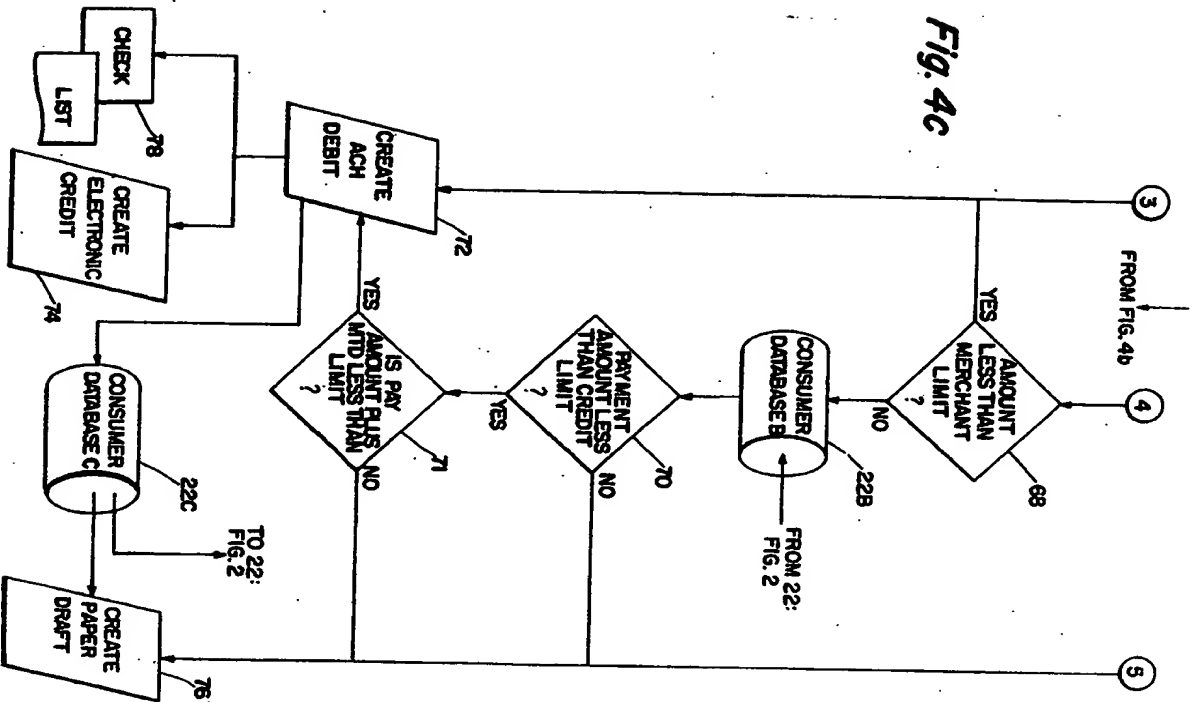 Fig. 4c
FROM FIG. 4b
3
4
5
AMOUNT
LESS THAN
MERCHANT
LIMIT
?
68
YES
NO
CONSUMER
DATABASE B
22B
FROM 22:
FIG. 2
PAYMENT
AMOUNT LESS
THAN CREDIT
LIMIT
?
70
YES
NO
IS PAY
AMOUNT PLUS
MTD LESS THAN
LIMIT
?
71
YES
NO
CREATE
ACH
DEBIT
72
CHECK
LIST
78
CREATE
ELECTRONIC
CREDIT
74
CONSUMER
DATABASE C
22C
TO 22:
FIG. 2
CREATE
PAPER
DRAFT
76